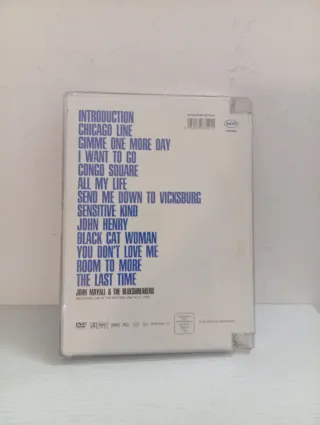 INTRODUCTION
CHICAGO LINE
GIMME ONE MORE DAY
I WANT TO GO
CONGO SQUARE
ALL MY LIFE
SEND ME DOWN TO VICKSBURG
SENSITIVE KIND
JOHN HENRY
BLACK CAT WOMAN
YOU DON'T LOVE ME
ROOM TO MORE
THE LAST TIME
JOHN MAYALL & THE BLUESBREAKERS
DVD